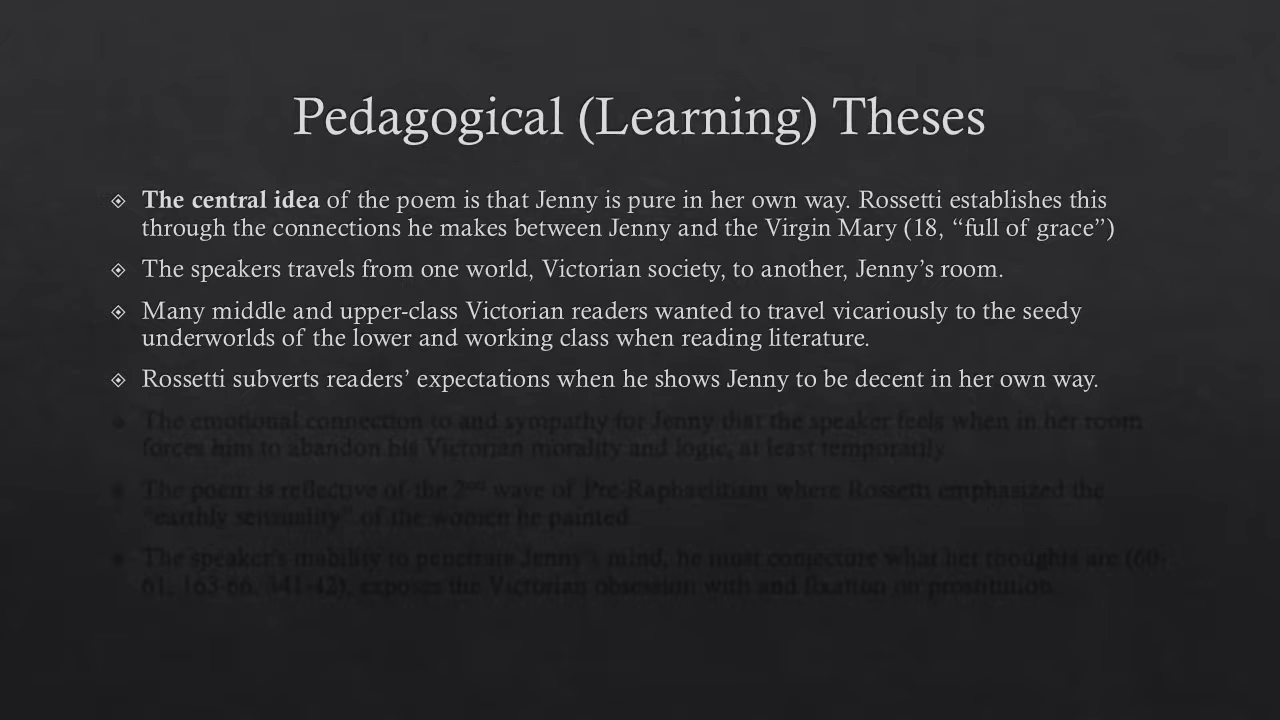 Pedagogical (Learning) Theses
The central idea of the poem is that Jenny is pure in her own way. Rossetti establishes this
through the connections he makes between Jenny and the Virgin Mary (18, “full of grace”)
The speakers travels from one world, Victorian society, to another, Jenny’s room.
Many middle and upper-class Victorian readers wanted to travel vicariously to the seedy
underworlds of the lower and working class when reading literature.
Rossetti subverts readers’ expectations when he shows Jenny to be decent in her own way.
The emotional connection to and sympathy for Jenny that the speaker feels when in her room
forces him to abandon his Victorian morality and logic, at least temporarily.
The poem is reflective of the 2nd wave of Pre-Raphaelitism where Rossetti emphasized the
“earthly sensuality” of the women he painted.
The speaker’s inability to penetrate Jenny’s mind, he must conjecture what her thoughts are (60-
61, 163-66, 341-42), exposes the Victorian obsession with and fixation on prostitution.